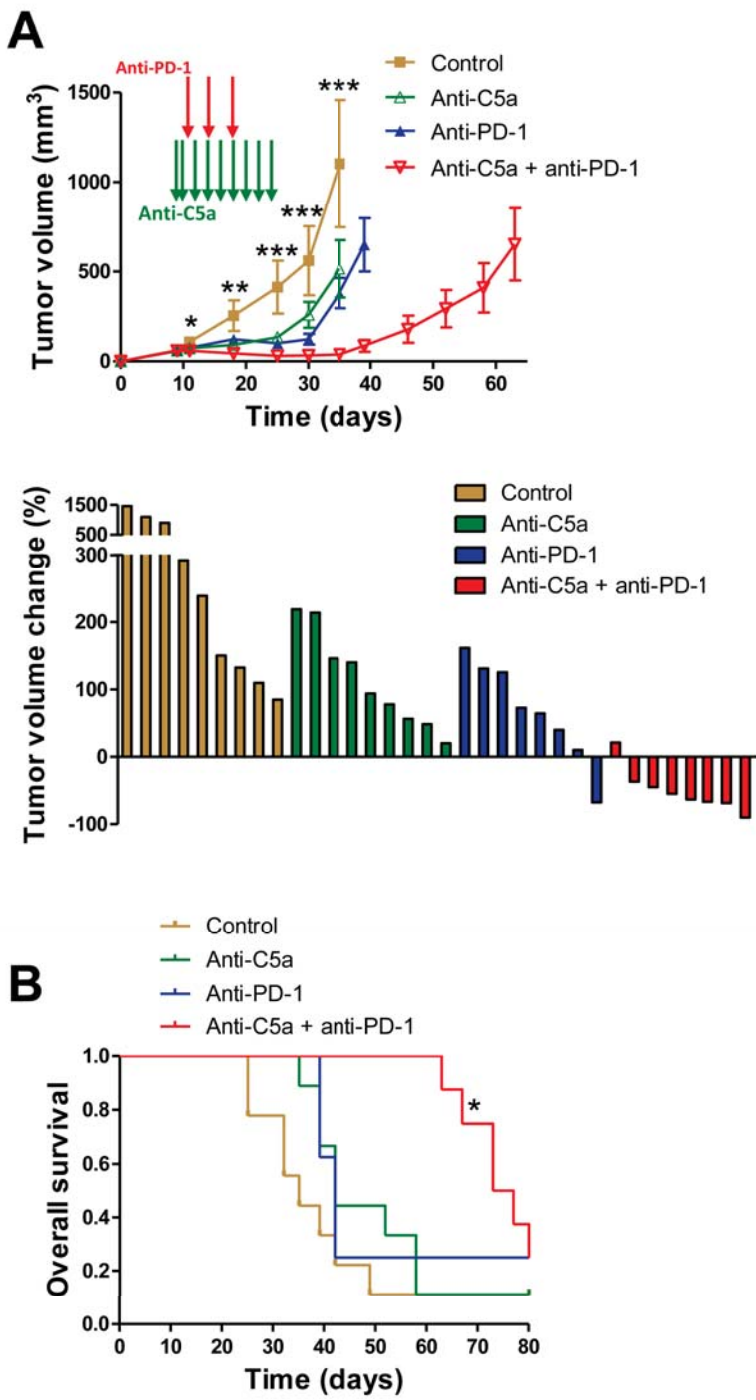 A
Anti-PD-1
Anti-C5a
Control
Anti-C5a
Anti-PD-1
Anti-C5a + anti-PD-1
*
**
***
***
***
Tumor volume (mm³)
1500
1000
500
0
0 10 20 30 40 50 60
Time (days)
Control
Anti-C5a
Anti-PD-1
Anti-C5a + anti-PD-1
Tumor volume change (%)
1500
500
300
200
100
0
-100
Control
Anti-C5a
Anti-PD-1
Anti-C5a + anti-PD-1
B
Overall survival
1.0
0.8
0.6
0.4
0.2
0.0
*
0 10 20 30 40 50 60 70 80
Time (days)